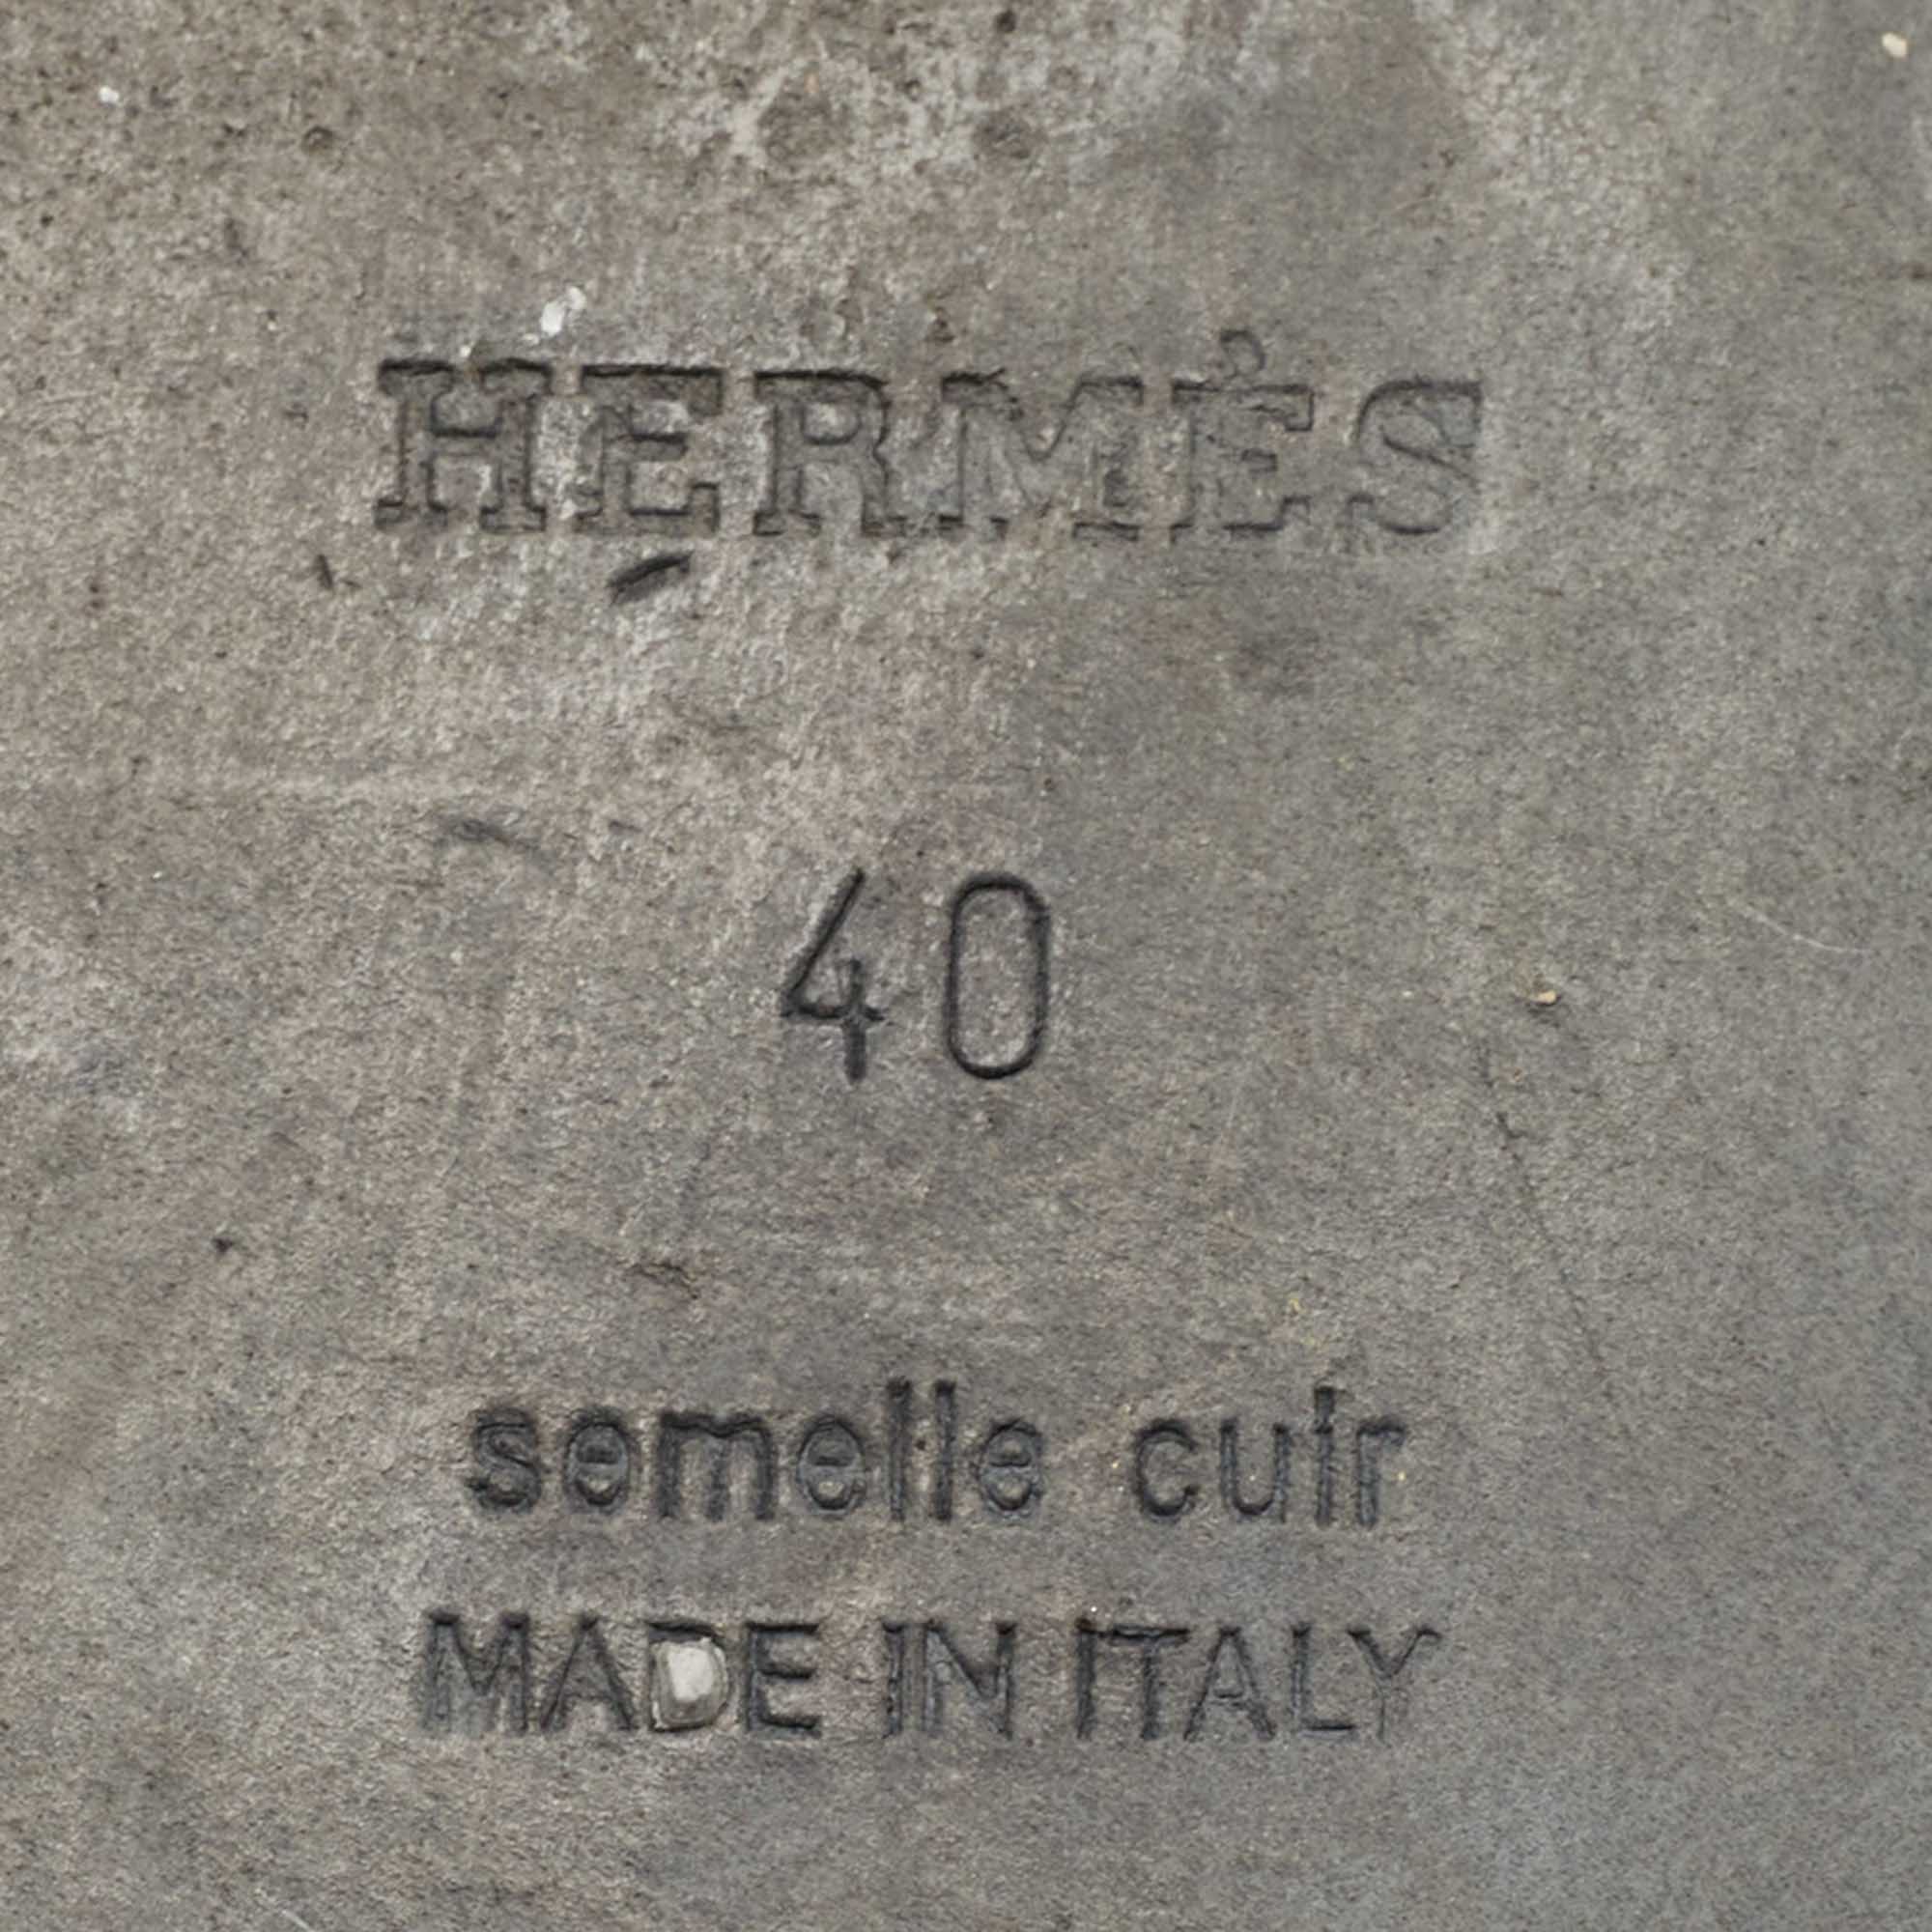 HERMÈS
40
semelle cuir
MADE IN ITALY